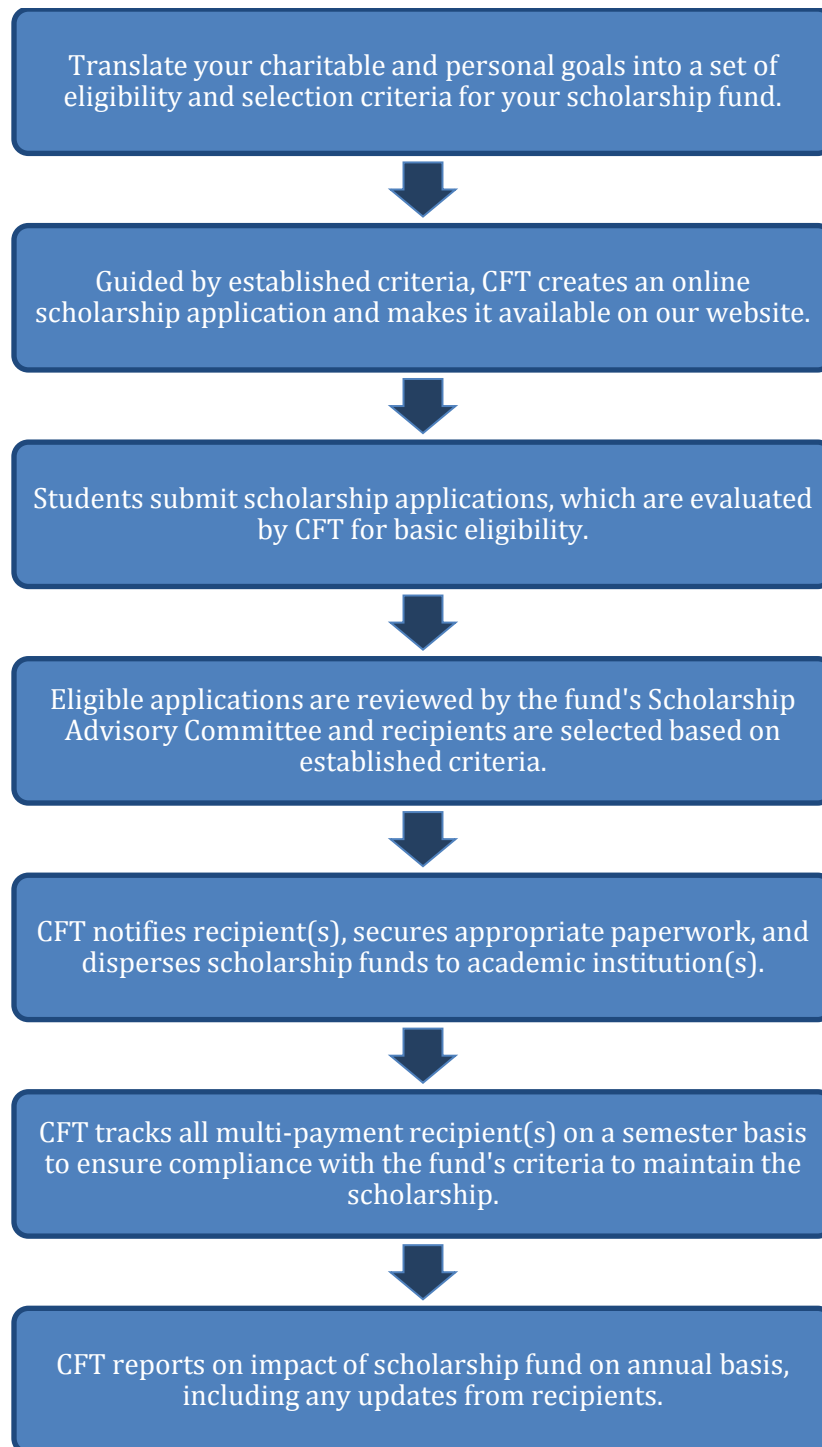 Translate your charitable and personal goals into a set of
eligibility and selection criteria for your scholarship fund.
Guided by established criteria, CFT creates an online
scholarship application and makes it available on our website.
Students submit scholarship applications, which are evaluated
by CFT for basic eligibility.
Eligible applications are reviewed by the fund's Scholarship
Advisory Committee and recipients are selected based on
established criteria.
CFT notifies recipient(s), secures appropriate paperwork, and
disperses scholarship funds to academic institution(s).
CFT tracks all multi-payment recipient(s) on a semester basis
to ensure compliance with the fund's criteria to maintain the
scholarship.
CFT reports on impact of scholarship fund on annual basis,
including any updates from recipients.